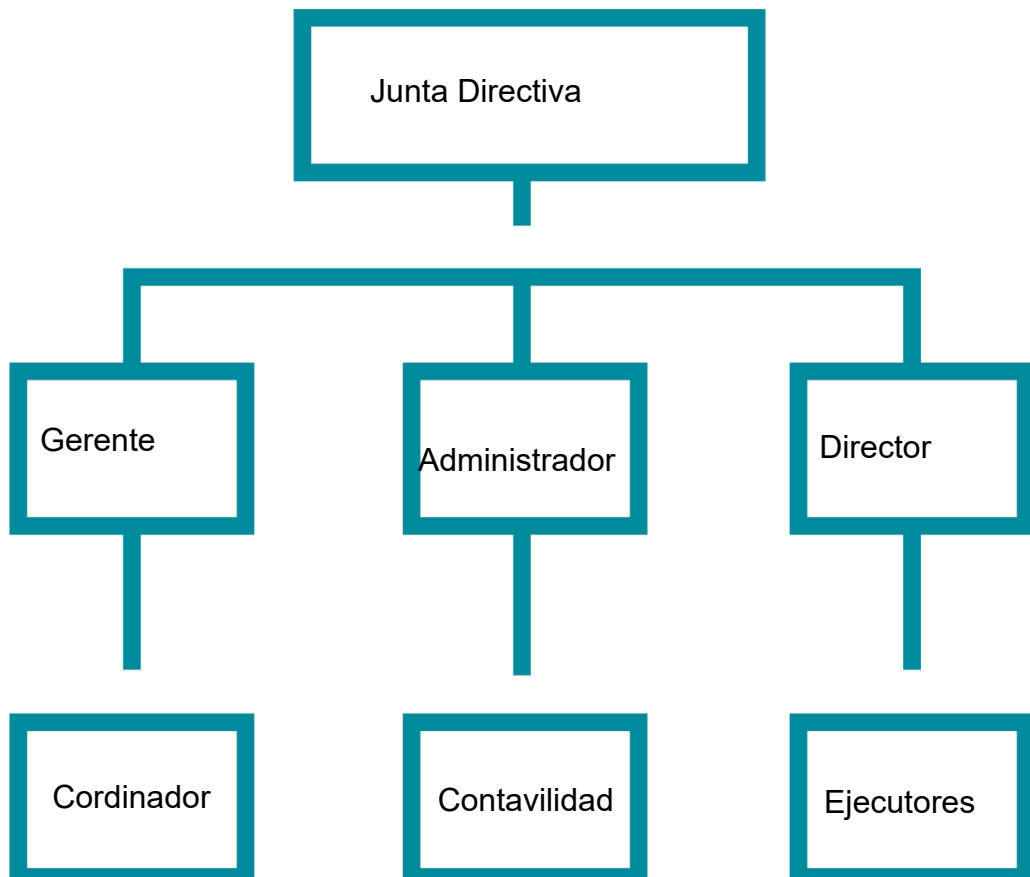 Junta Directiva
Gerente
Administrador
Director
Cordinador
Contavilidad
Ejecutores